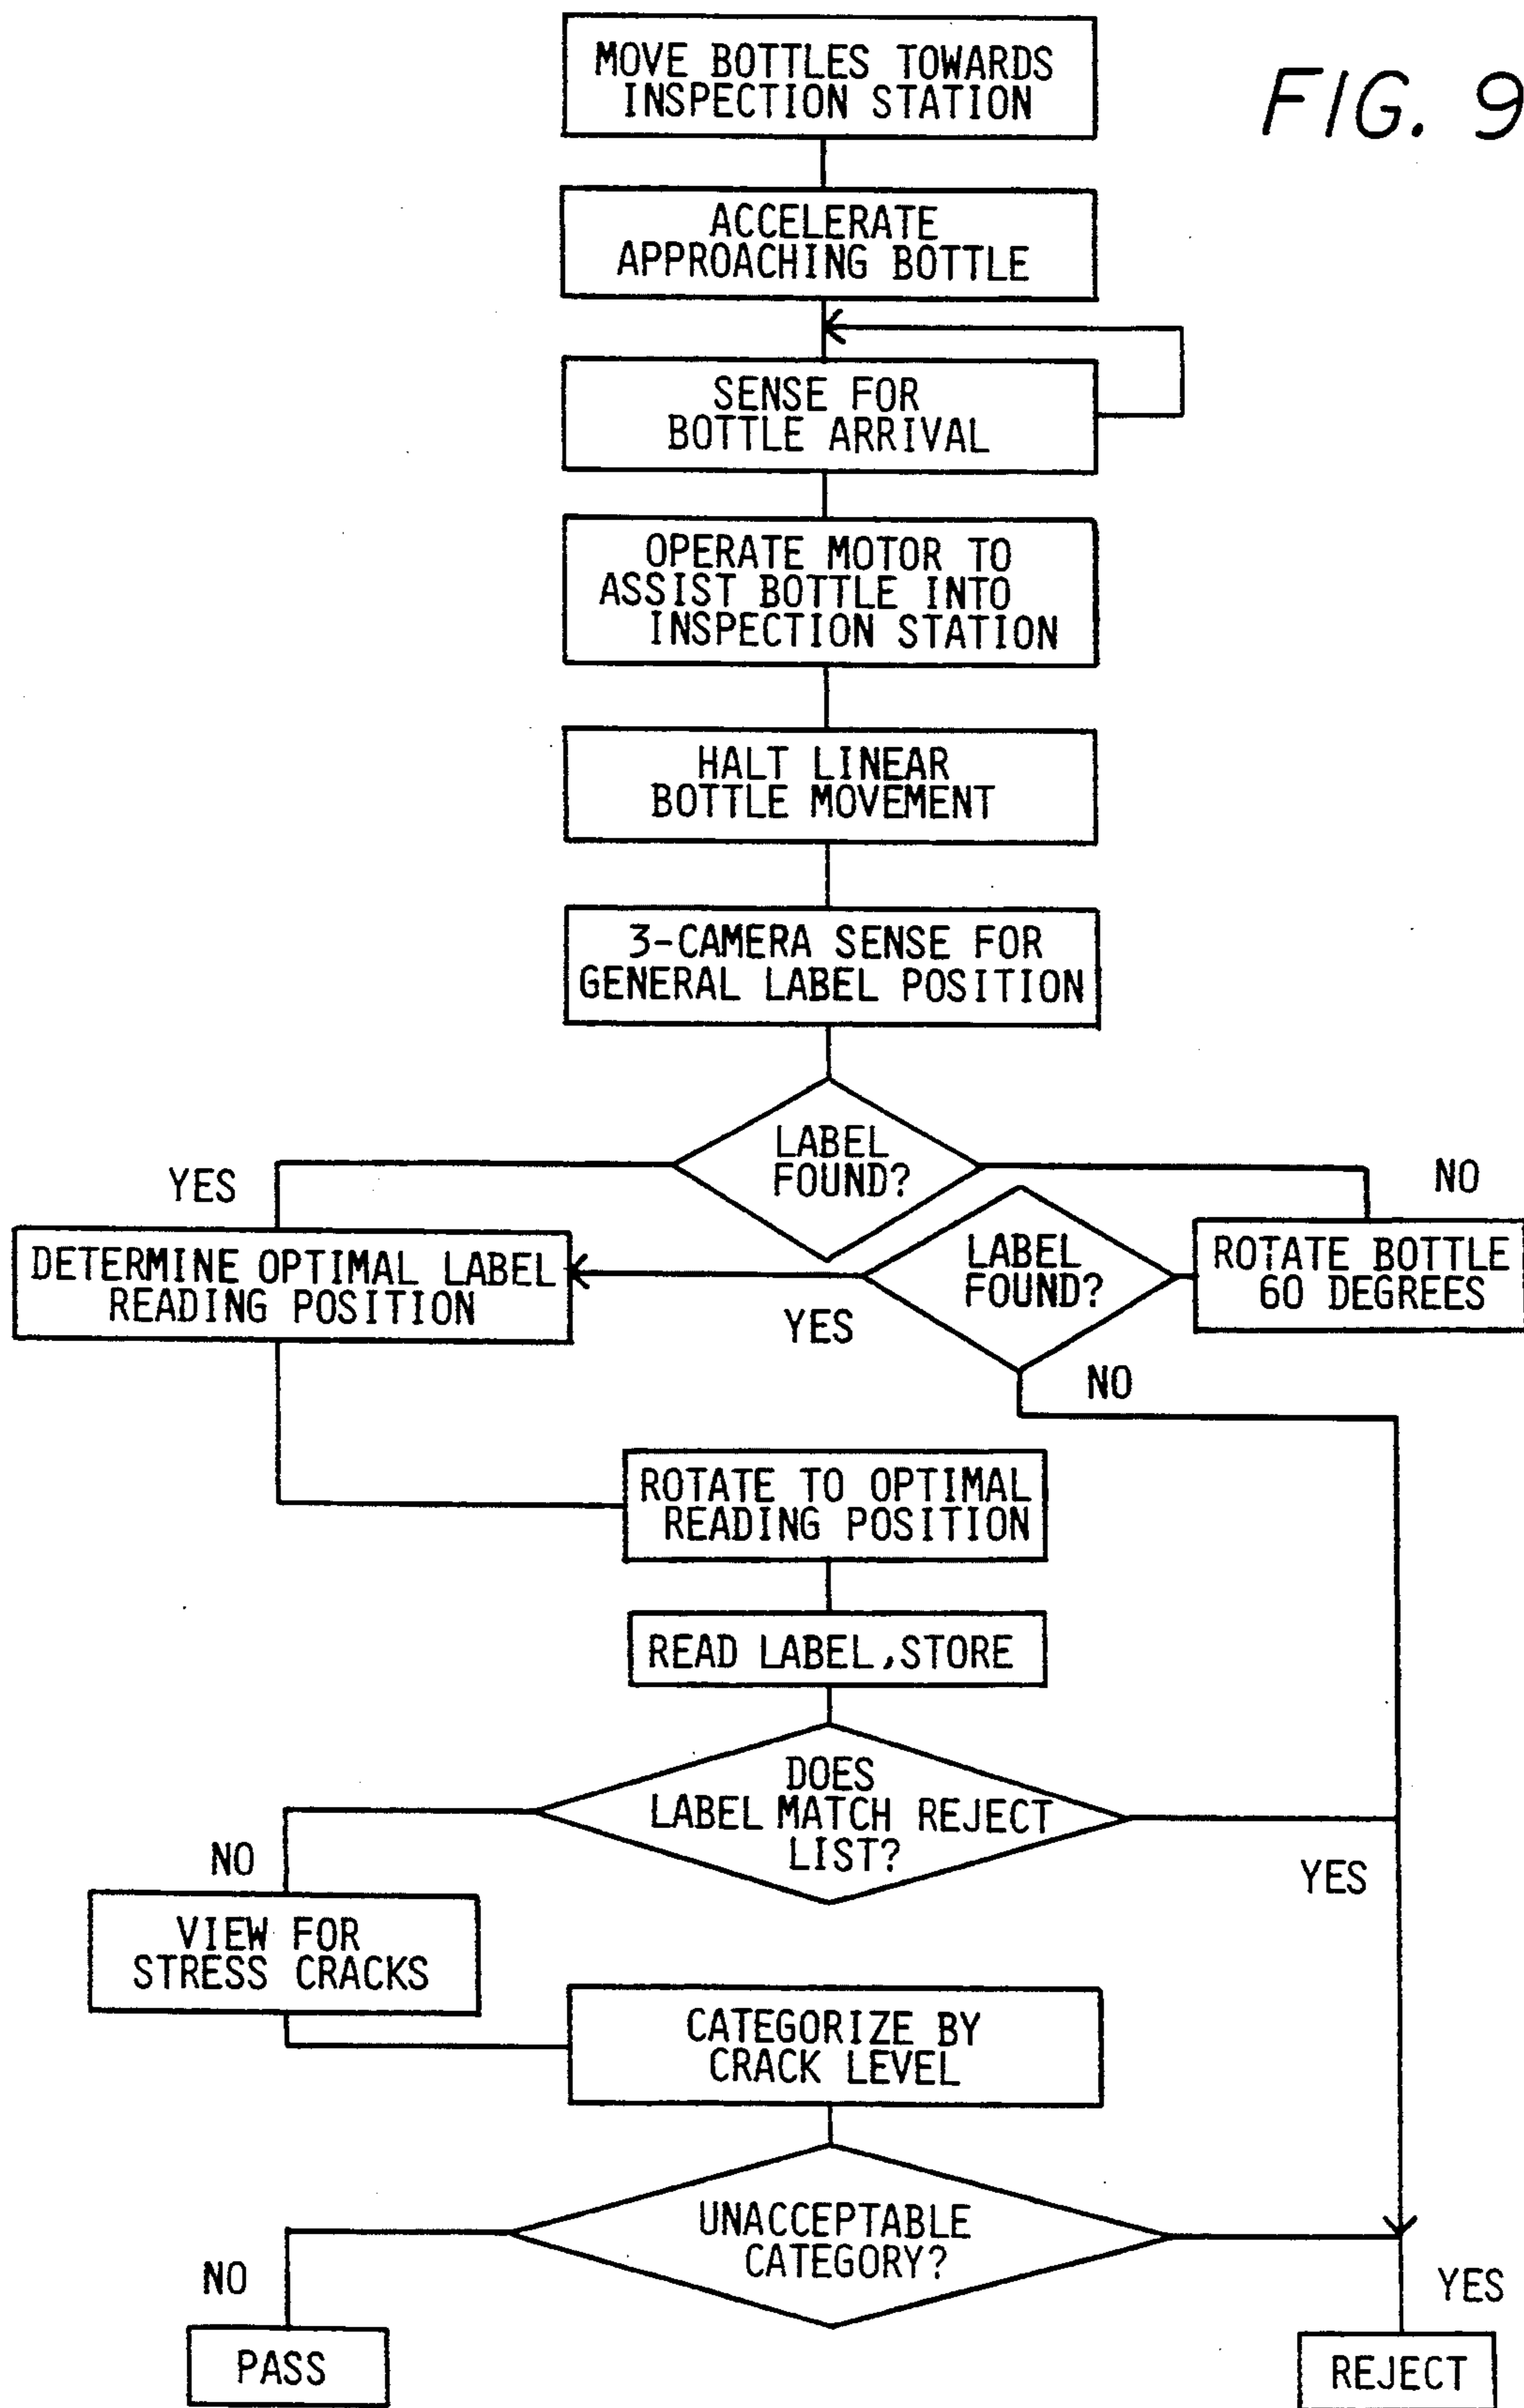 FIG. 9
MOVE BOTTLES TOWARDS
INSPECTION STATION
ACCELERATE
APPROACHING BOTTLE
SENSE FOR
BOTTLE ARRIVAL
OPERATE MOTOR TO
ASSIST BOTTLE INTO
INSPECTION STATION
HALT LINEAR
BOTTLE MOVEMENT
3-CAMERA SENSE FOR
GENERAL LABEL POSITION
LABEL
FOUND?
YES
NO
DETERMINE OPTIMAL LABEL
READING POSITION
LABEL
FOUND?
ROTATE BOTTLE
60 DEGREES
YES
NO
ROTATE TO OPTIMAL
READING POSITION
READ LABEL,STORE
DOES
LABEL MATCH REJECT
LIST?
NO
YES
VIEW FOR
STRESS CRACKS
CATEGORIZE BY
CRACK LEVEL
UNACCEPTABLE
CATEGORY?
NO
YES
PASS
REJECT